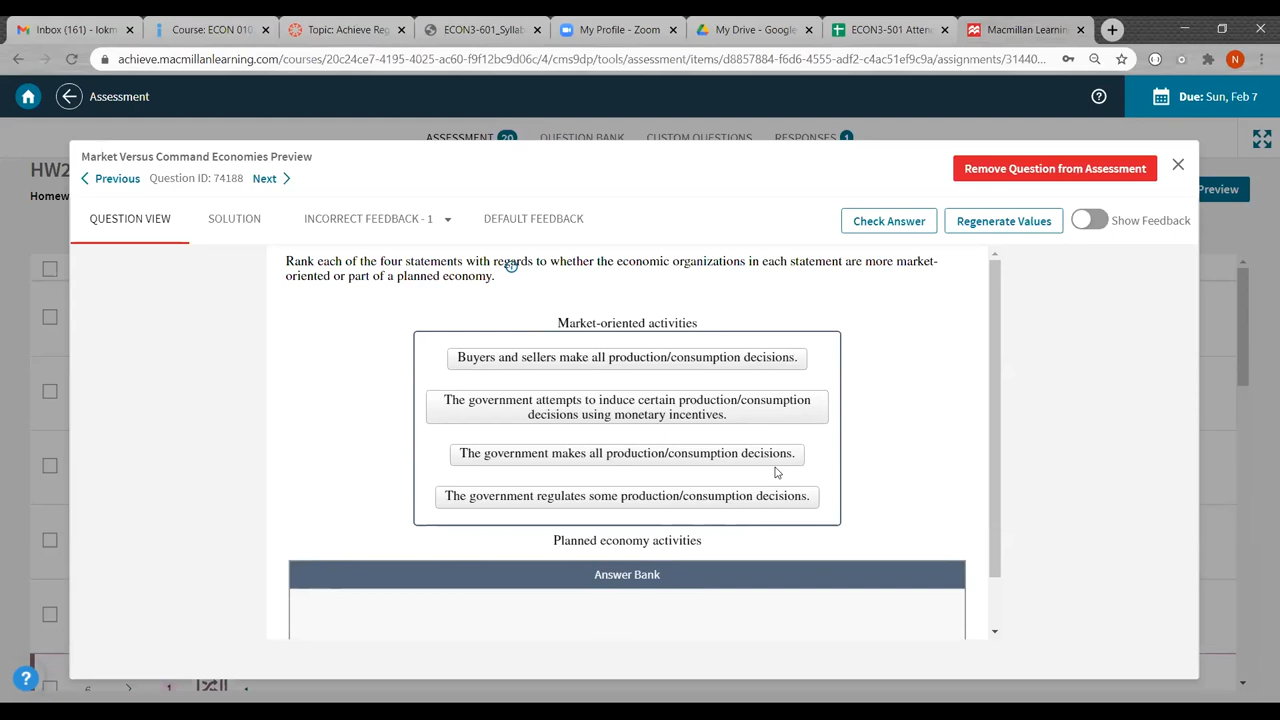 Inbox (161) - lokm
Course: ECON 010
Topic: Achieve Reg
ECON3-601_Syllab
My Profile - Zoom
My Drive - Google
ECON3-501 Atten
Macmillan Learnin
achieve.macmillanlearning.com/courses/20c24ce7-4195-4025-ac60-f9f12bc9d06a/cms9dp/tools/assessment/items/d8857884-f6d6-4555-adf2-c4ac51ef9c9a/assignments/31440...
N
Assessment
Due: Sun, Feb 7
ASSESSMENT 20 QUESTION BANK CUSTOM QUESTIONS RESPONSES 1
HW2
Homew
Preview
Market Versus Command Economies Preview
Previous Question ID: 74188 Next
Remove Question from Assessment
QUESTION VIEW SOLUTION INCORRECT FEEDBACK - 1 DEFAULT FEEDBACK
Check Answer Regenerate Values Show Feedback
Rank each of the four statements with regards to whether the economic organizations in each statement are more market-
oriented or part of a planned economy.
Market-oriented activities
Buyers and sellers make all production/consumption decisions.
The government attempts to induce certain production/consumption
decisions using monetary incentives.
The government makes all production/consumption decisions.
The government regulates some production/consumption decisions.
Planned economy activities
Answer Bank
6 1